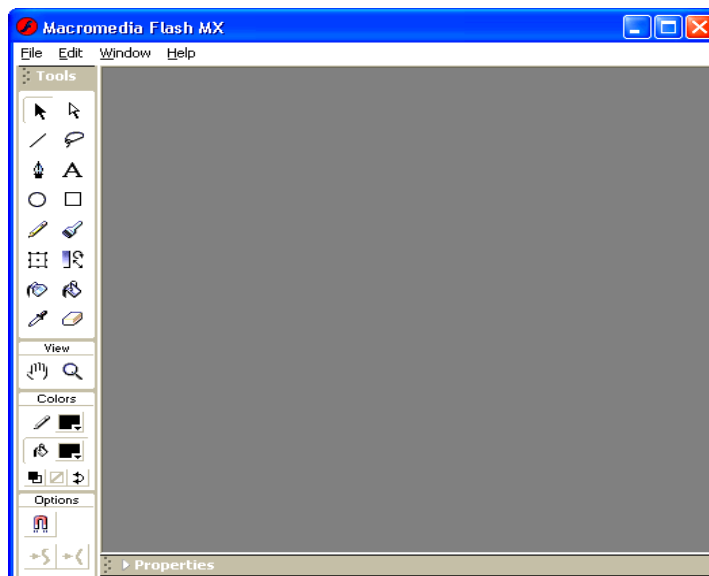 Macromedia Flash MX
File Edit Window Help
Tools
A
View
Colors
Options
Properties